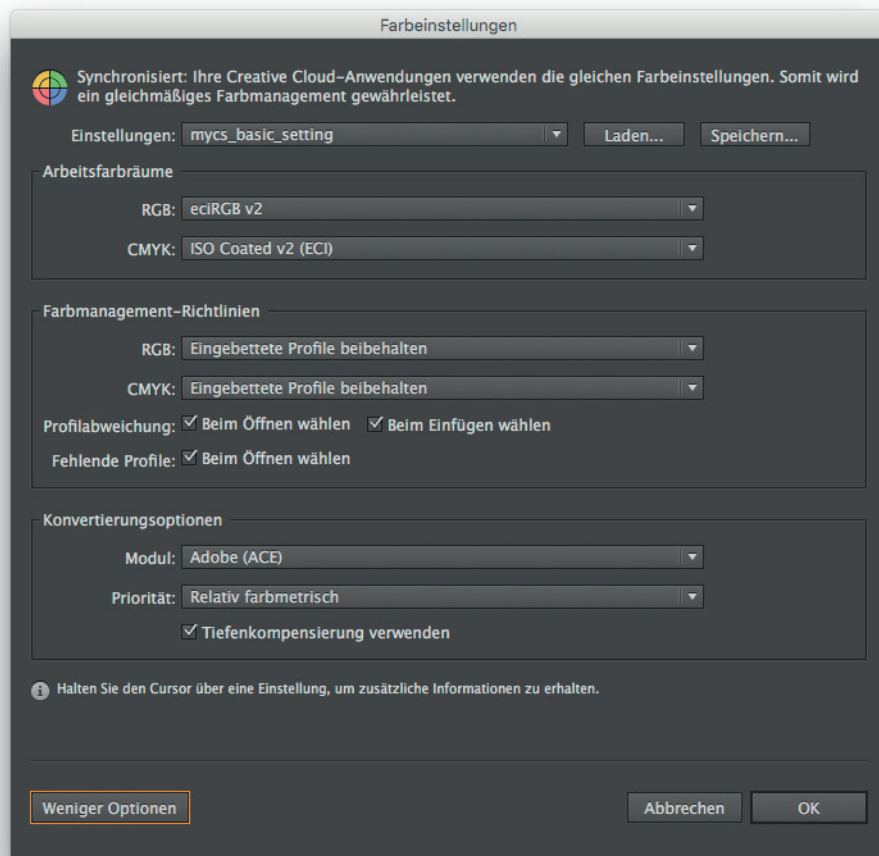 Farbeinstellungen
Synchronisiert: Ihre Creative Cloud-Anwendungen verwenden die gleichen Farbeinstellungen. Somit wird
ein gleichmäßiges Farbmanagement gewährleistet.
Einstellungen: mycs_basic_setting Laden... Speichern...
Arbeitsfarbräume
RGB: eciRGB v2
CMYK: ISO Coated v2 (ECI)
Farbmanagement-Richtlinien
RGB: Eingebettete Profile beibehalten
CMYK: Eingebettete Profile beibehalten
Profilabweichung: Beim Öffnen wählen Beim Einfügen wählen
Fehlende Profile: Beim Öffnen wählen
Konvertierungsoptionen
Modul: Adobe (ACE)
Priorität: Relativ farbmetrisch
Tiefenkompensierung verwenden
Halten Sie den Cursor über eine Einstellung, um zusätzliche Informationen zu erhalten.
Weniger Optionen Abbrechen OK